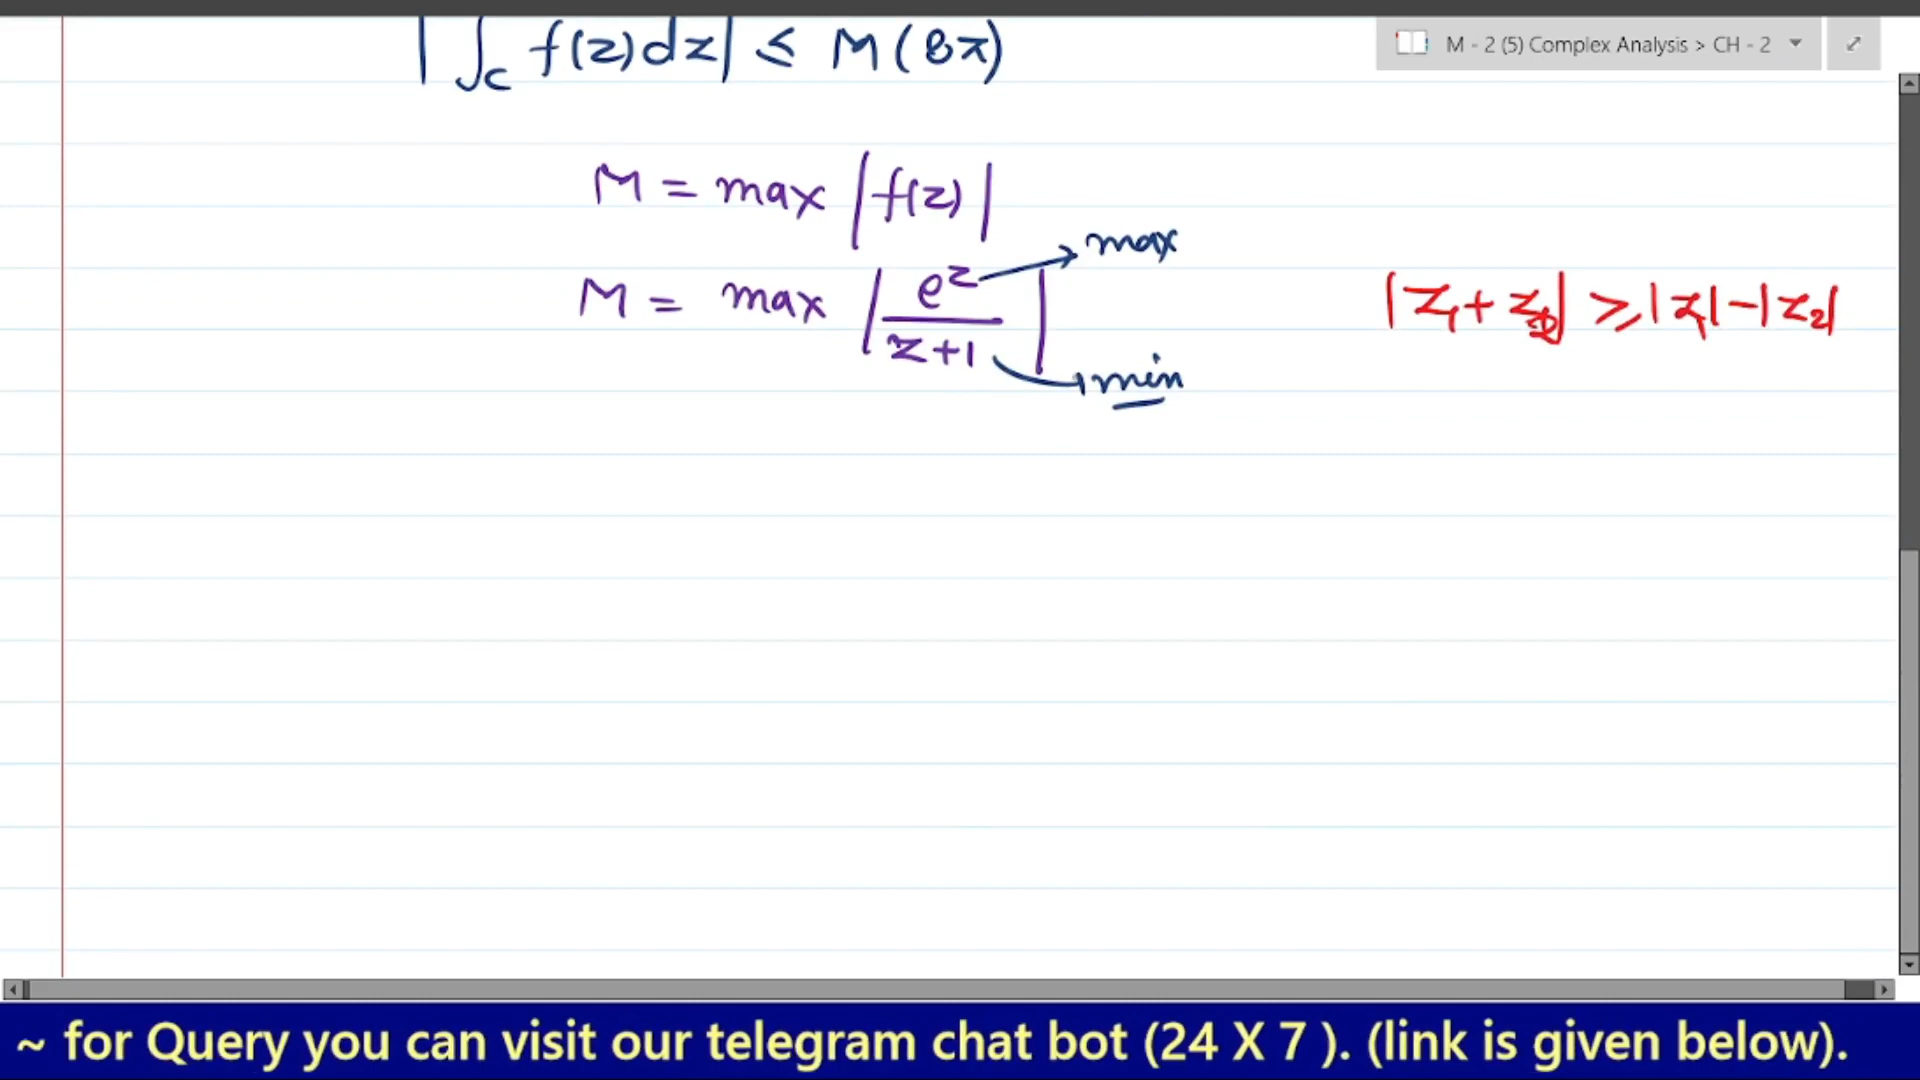 |∫_C f(z)dz| ≤ M(8π)
M - 2 (5) Complex Analysis > CH - 2
M = max |f(z)|
max
M = max |e^z / z+1|
|z₁ + z₂| ≥ |z₁| - |z₂|
min
~ for Query you can visit our telegram chat bot (24 X 7 ). (link is given below).